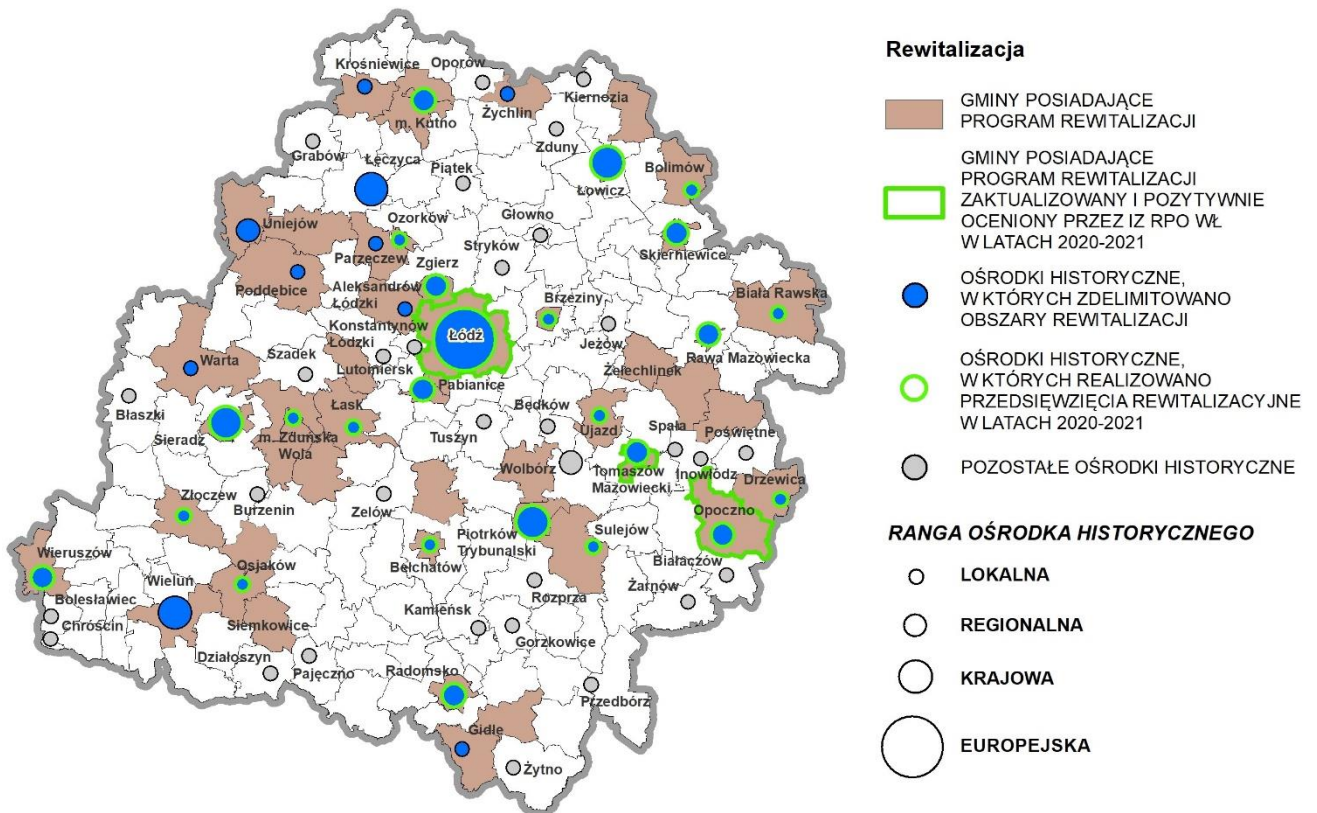 Rewitalizacja
GMINY POSIADAJĄCE
PROGRAM REWITALIZACJI
GMINY POSIADAJĄCE
PROGRAM REWITALIZACJI
ZAKTUALIZOWANY I POZYTYWNIE
OCENIONY PRZEZ IZ RPO WŁ
W LATACH 2020-2021
OŚRODKI HISTORYCZNE,
W KTÓRYCH ZDELIMITOWANO
OBSZARY REWITALIZACJI
OŚRODKI HISTORYCZNE,
W KTÓRYCH REALIZOWANO
PRZEDSIĘWZIĘCIA REWITALIZACYJNE
W LATACH 2020-2021
POZOSTAŁE OŚRODKI HISTORYCZNE
RANGA OŚRODKA HISTORYCZNEGO
LOKALNA
REGIONALNA
KRAJOWA
EUROPEJSKA
Krośniewice
Oporów
m. Kutno
Żychlin
Kiernozia
Zduny
Grabów
Łęczyca
Piątek
Łowicz
Bolimów
Uniejów
Ozorków
Głowno
Skierniewice
Parzęczew
Zgierz
Stryków
Poddębice
Aleksandrów
Łódzki
Brzeziny
Biała Rawska
Konstantynów
Łódzki
Łódź
Jeżów
Rawa Mazowiecka
Warta
Szadek
Lutomiersk
Pabianice
Żelechlinek
Błaszki
Sieradz
m. Zduńska
Wola
Łask
Tuszyn
Będków
Ujazd
Spała
Poświętne
Wolbórz
Tomaszów
Mazowiecki
Inowłódz
Drzewica
Złoczew
Burzenin
Zelów
Piotrków
Trybunalski
Sulejów
Opoczno
Wieruszów
Osjaków
Bełchatów
Białaczów
Bolesławiec
Wieluń
Kamieńsk
Rozprza
Żarnów
Chróścin
Siemkowice
Gorzkowice
Działoszyn
Pajęczno
Radomsko
Przedbórz
Gidle
Żytno